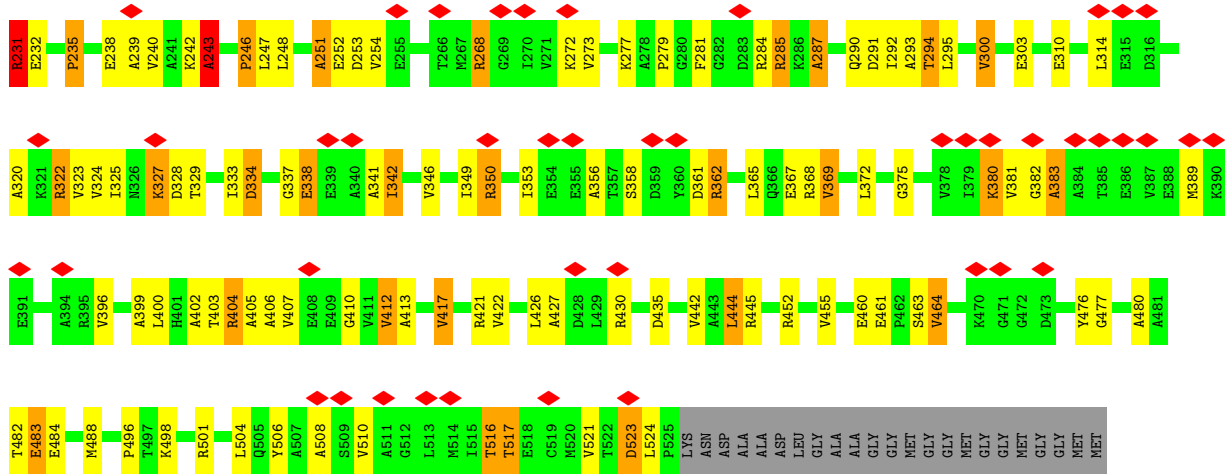 R231 E232 P235 E238 A239 V240 A241 K242 A243 P246 L247 L248 A251 E252 D253 V254 E255 T266 M267 R268 G269 I270 V271 K272 V273 K277 A278 P279 G280 F281 G282 D283 R284 R285 K286 A287 Q290 D291 I292 A293 T294 L295 V300 E303 E310 L314 E315 D316
A320 K321 R322 V323 V324 I325 N326 K327 D328 T329 I333 D334 G337 E338 E339 A340 A341 I342 V346 I349 R350 I353 E354 E355 A356 T357 S358 D359 Y360 D361 R362 L365 Q366 E367 R368 V369 L372 G375 V378 I379 K380 V381 G382 A383 A384 T385 E386 V387 E388 M389 K390
E391 A394 R395 V396 A399 L400 H401 A402 T403 R404 A405 A406 V407 E408 E409 G410 V411 V412 A413 V417 R421 V422 L426 A427 D428 L429 R430 D435 V442 A443 L444 R445 R452 V455 E460 E461 P462 S463 V464 K470 G471 G472 D473 Y476 G477 A480 A481
T482 E483 E484 M488 P496 T497 K498 R501 L504 Q505 Y506 A507 A508 S509 V510 A511 G512 L513 M514 I515 T516 T517 E518 C519 M520 V521 T522 D523 L524 P525 LYS ASN ASP ALA ALA ASP LEU GLY ALA ALA GLY GLY MET GLY GLY MET GLY GLY MET GLY GLY MET MET